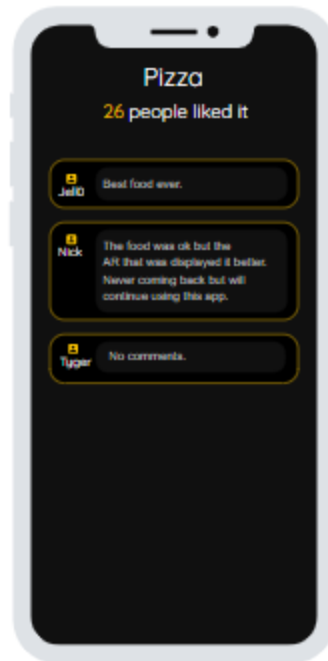 Pizza
26 people liked it
Best food ever.
Jell0
The food was ok but the
Nick
AR that was displayed it better.
Never coming back but will
continue using this app.
No comments.
Tyger